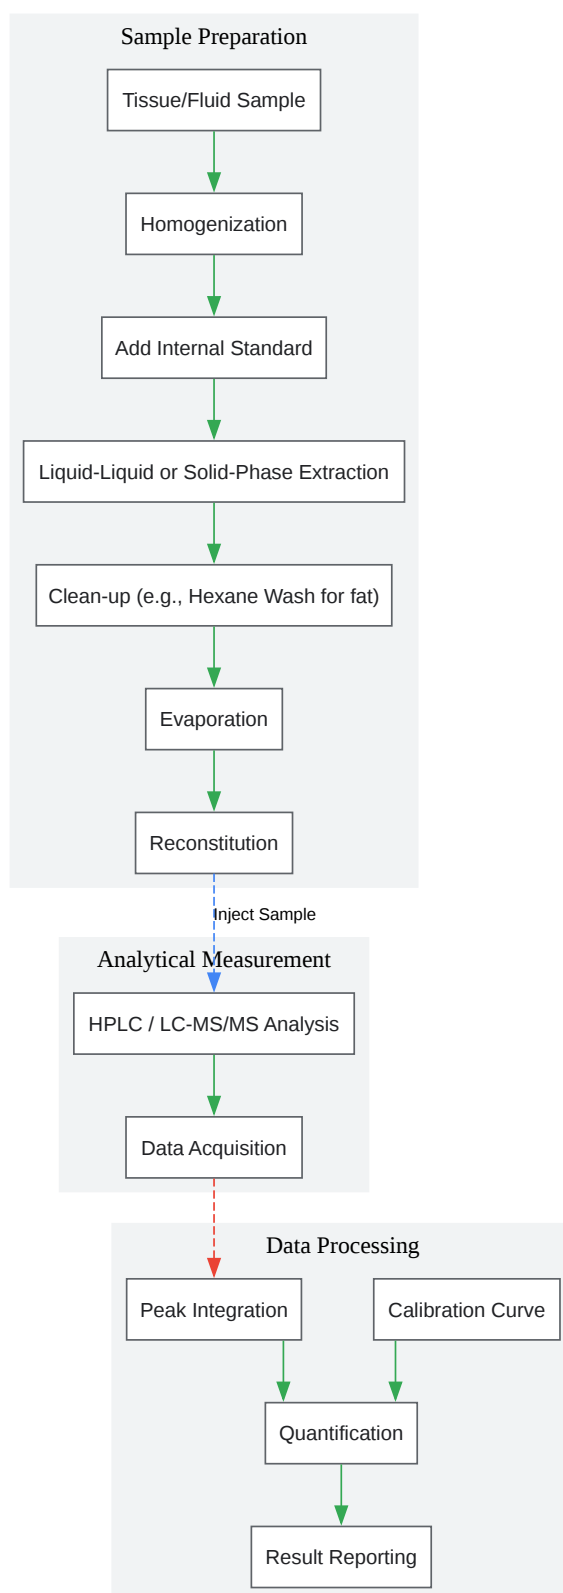 Sample Preparation
Tissue/Fluid Sample
Homogenization
Add Internal Standard
Liquid-Liquid or Solid-Phase Extraction
Clean-up (e.g., Hexane Wash for fat)
Evaporation
Reconstitution
Inject Sample
Analytical Measurement
HPLC / LC-MS/MS Analysis
Data Acquisition
Data Processing
Peak Integration
Calibration Curve
Quantification
Result Reporting